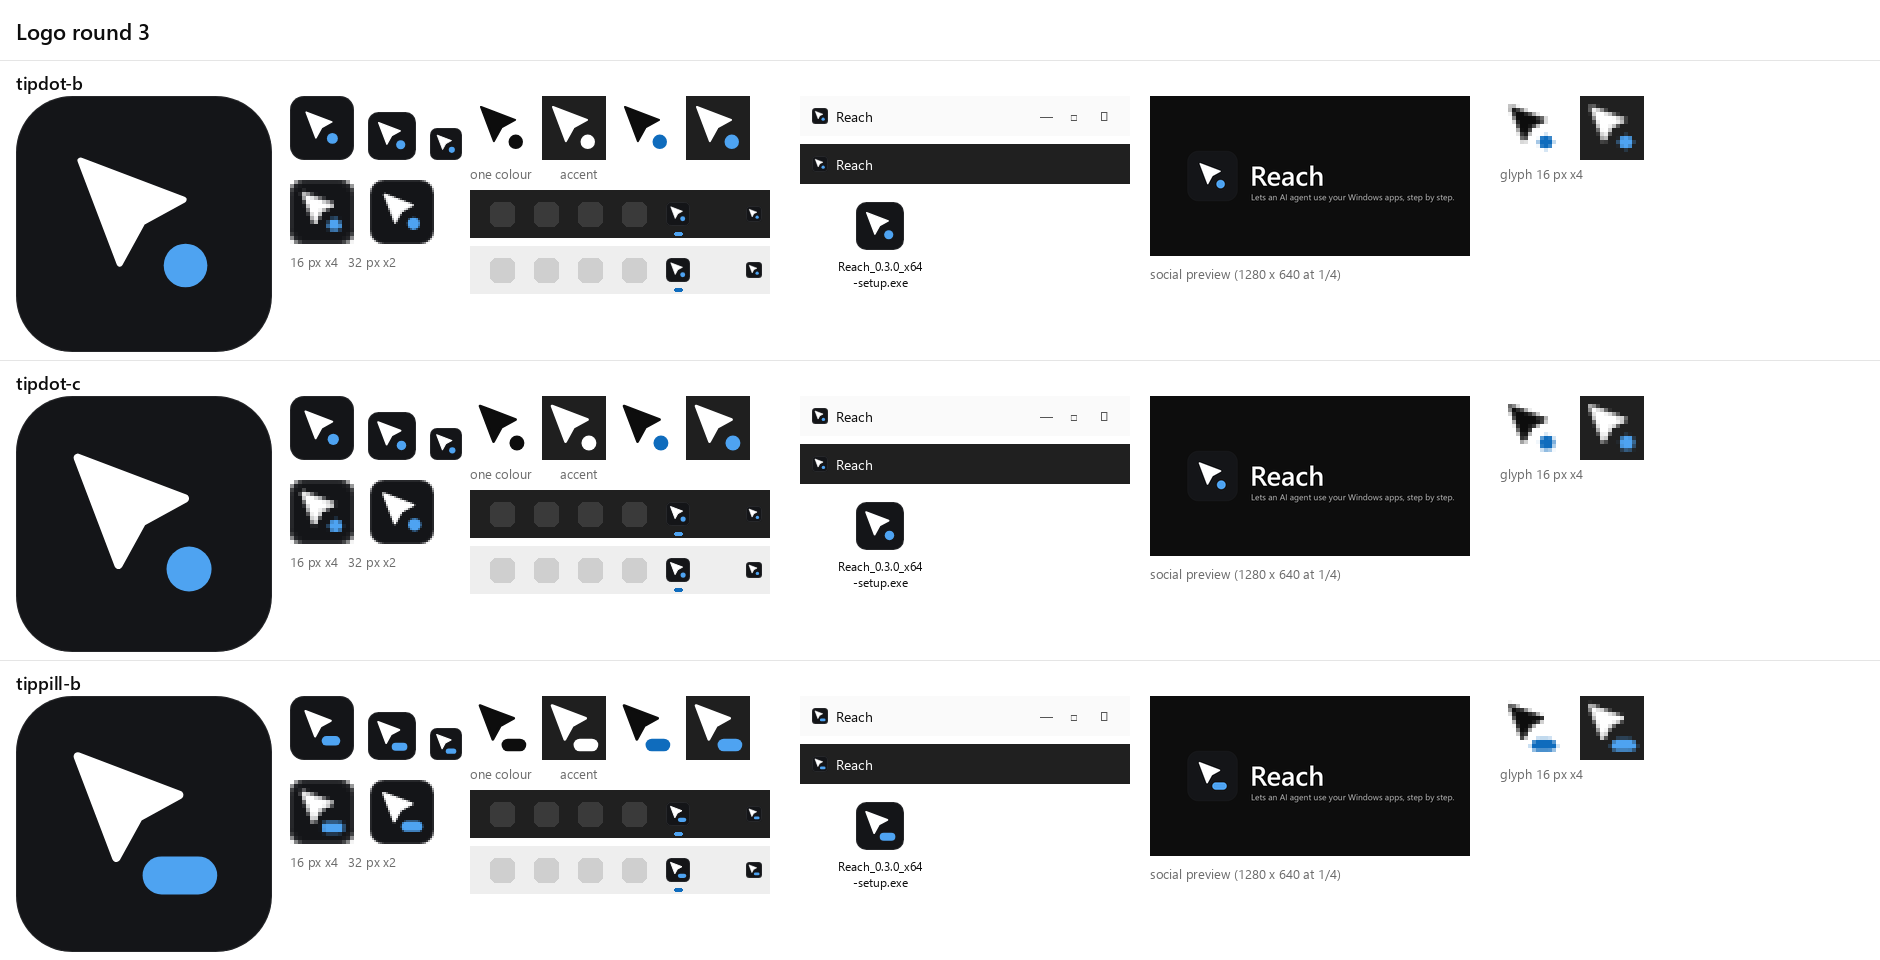 Logo round 3
tipdot-b
one colour
accent
16 px x4
32 px x2
Reach
Reach
Reach_0.3.0_x64
-setup.exe
Reach
Lets an AI agent use your Windows apps, step by step.
social preview (1280 x 640 at 1/4)
glyph 16 px x4
tipdot-c
one colour
accent
16 px x4
32 px x2
Reach
Reach
Reach_0.3.0_x64
-setup.exe
Reach
Lets an AI agent use your Windows apps, step by step.
social preview (1280 x 640 at 1/4)
glyph 16 px x4
tippill-b
one colour
accent
16 px x4
32 px x2
Reach
Reach
Reach_0.3.0_x64
-setup.exe
Reach
Lets an AI agent use your Windows apps, step by step.
social preview (1280 x 640 at 1/4)
glyph 16 px x4